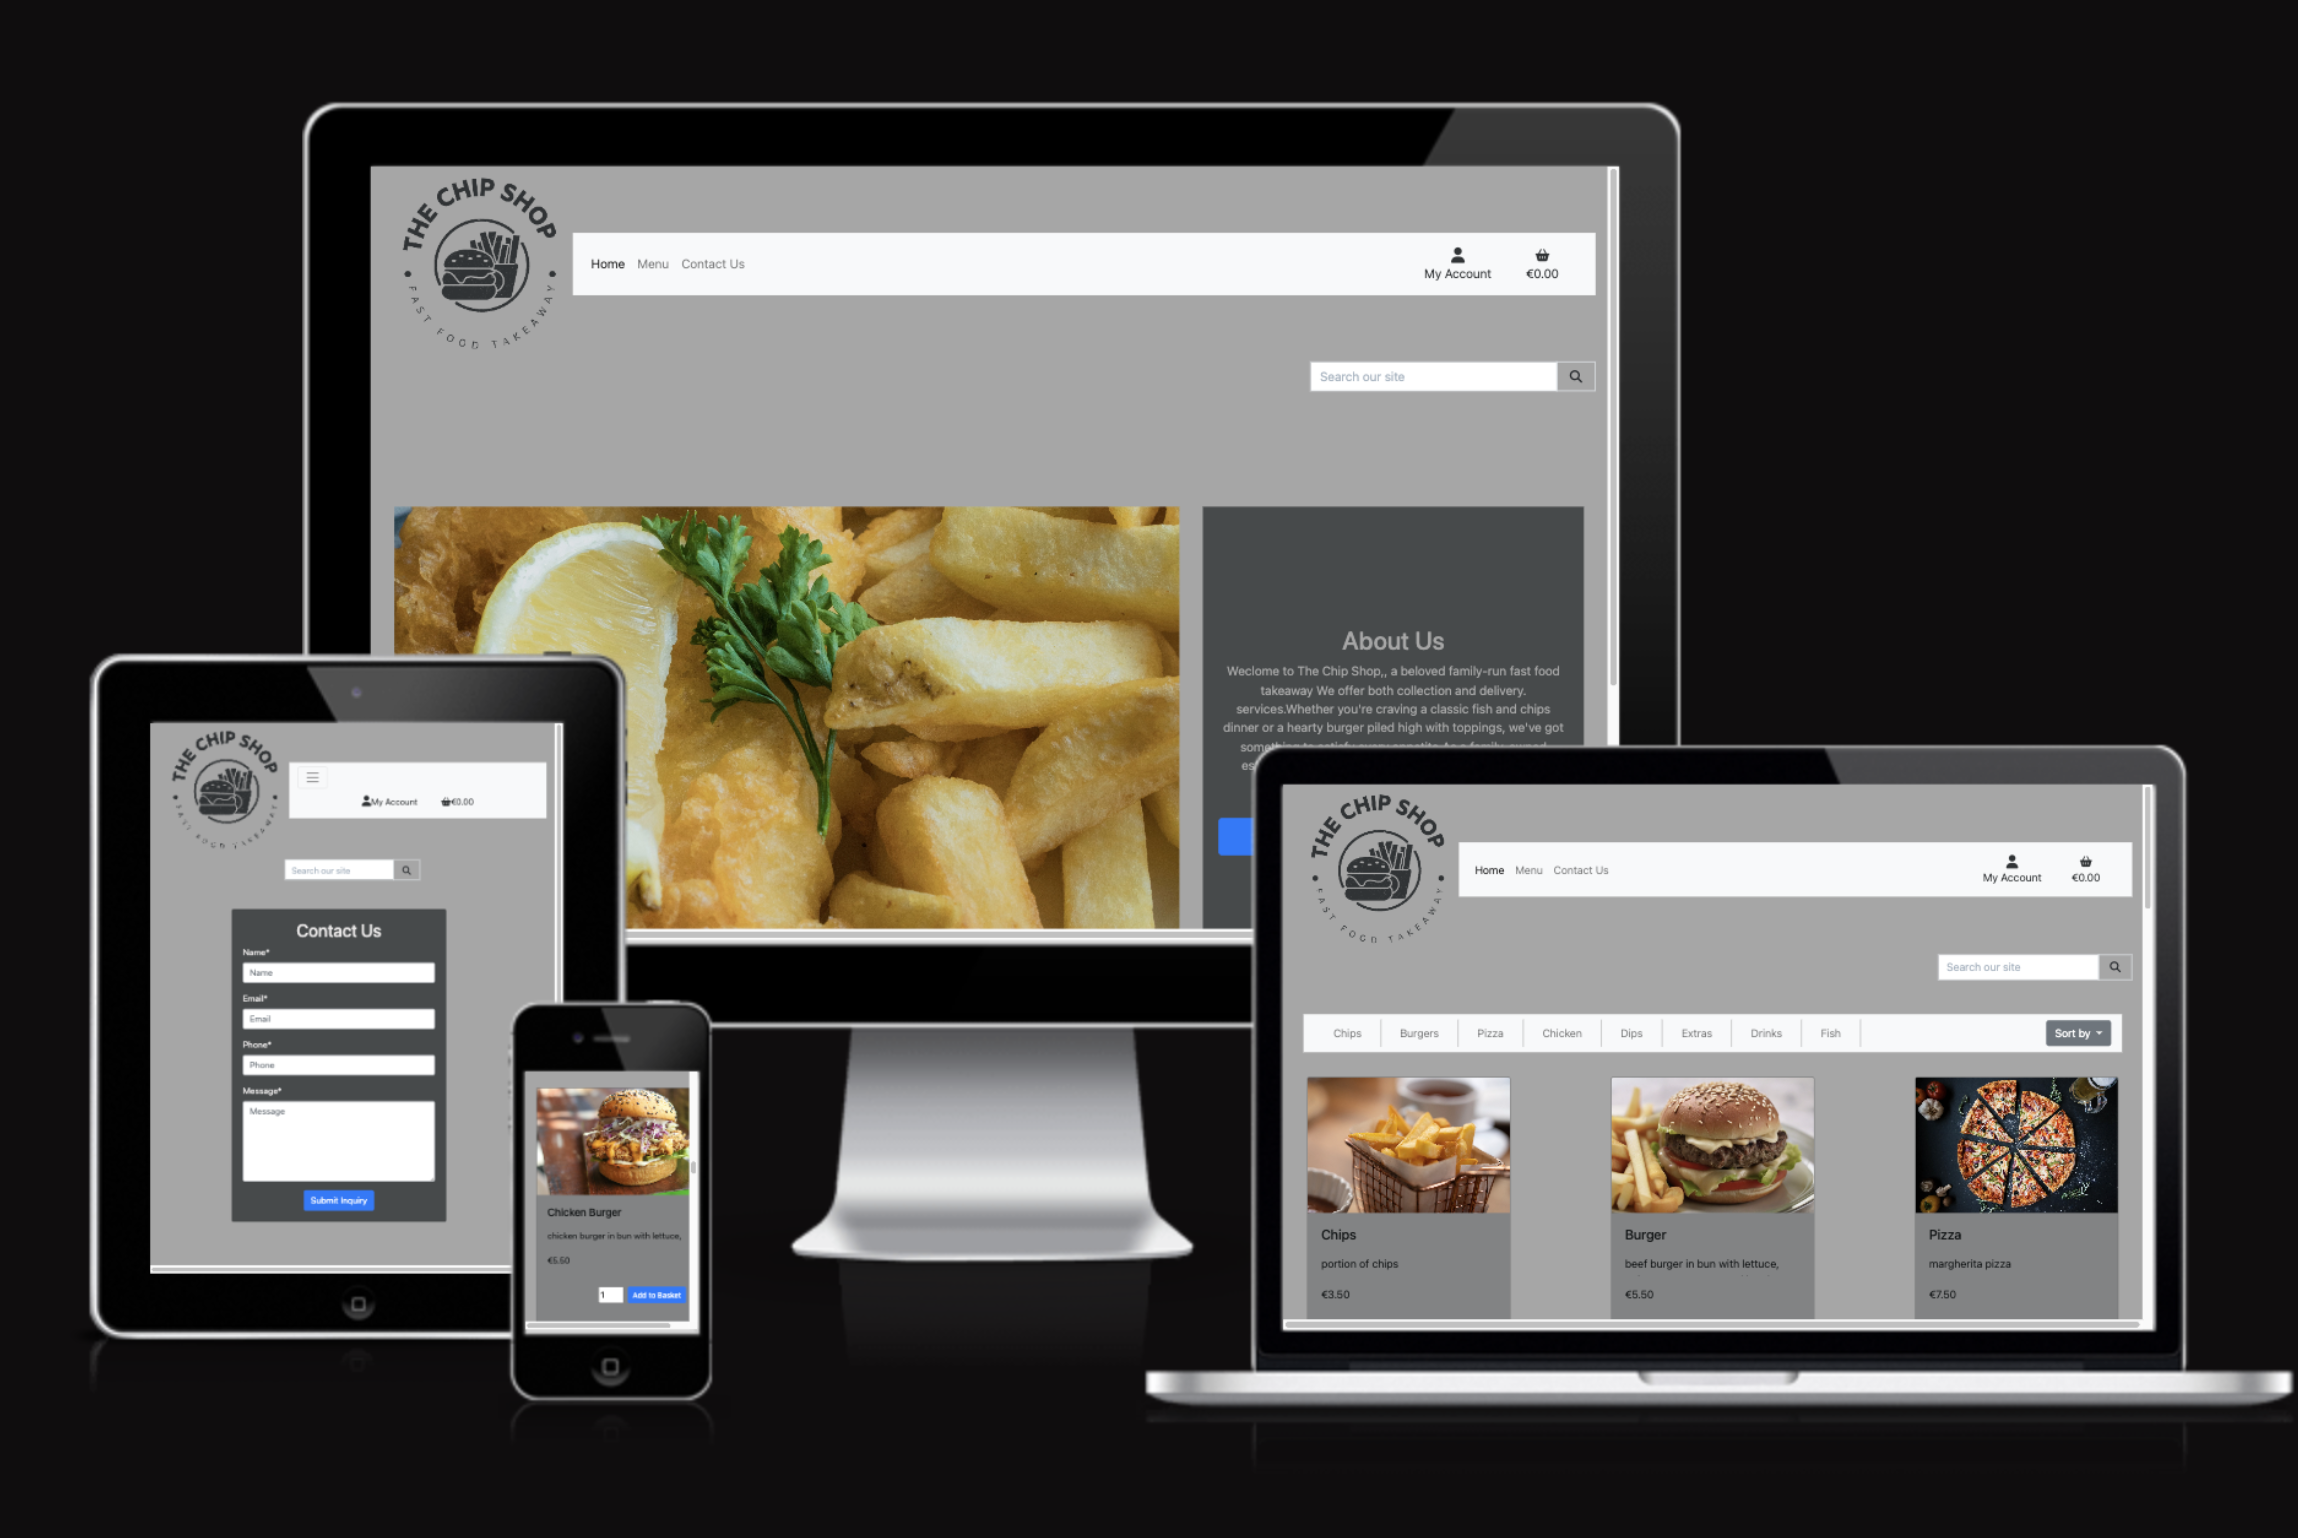 THE CHIP SHOP
FAST FOOD TAKEAWAY
Home Menu Contact Us
My Account €0.00
Search our site
About Us
Weclome to The Chip Shop,, a beloved family-run fast food
takeaway We offer both collection and delivery.
services.Whether you're craving a classic fish and chips
dinner or a hearty burger piled high with toppings, we've got
THE CHIP SHOP
FAST FOOD TAKEAWAY
My Account €0.00
Search our site
Contact Us
Name*
Name
Email*
Email
Phone*
Phone
Message*
Message
Submit Inquiry
Chicken Burger
chicken burger in bun with lettuce,
€5.50
1 Add to Basket
THE CHIP SHOP
FAST FOOD TAKEAWAY
Home Menu Contact Us
My Account €0.00
Search our site
Chips Burgers Pizza Chicken Dips Extras Drinks Fish Sort by
Chips Burger Pizza
portion of chips beef burger in bun with lettuce, margherita pizza
€3.50 €5.50 €7.50